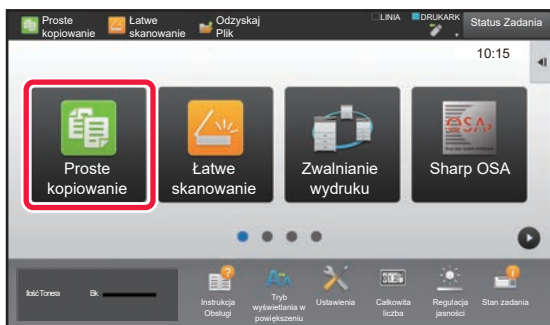 Proste kopiowanie
Łatwe skanowanie
Odzyskaj Plik
LINIA
DRUKARK
Status Zadania
10:15
Proste kopiowanie
Łatwe skanowanie
Zwalnianie wydruku
Sharp OSA
Ilość Tonera
Bk
Instrukcja Obsługi
Tryb wyświetlania w powiększeniu
Ustawienia
Całkowita liczba
Regulacja jasności
Stan zadania